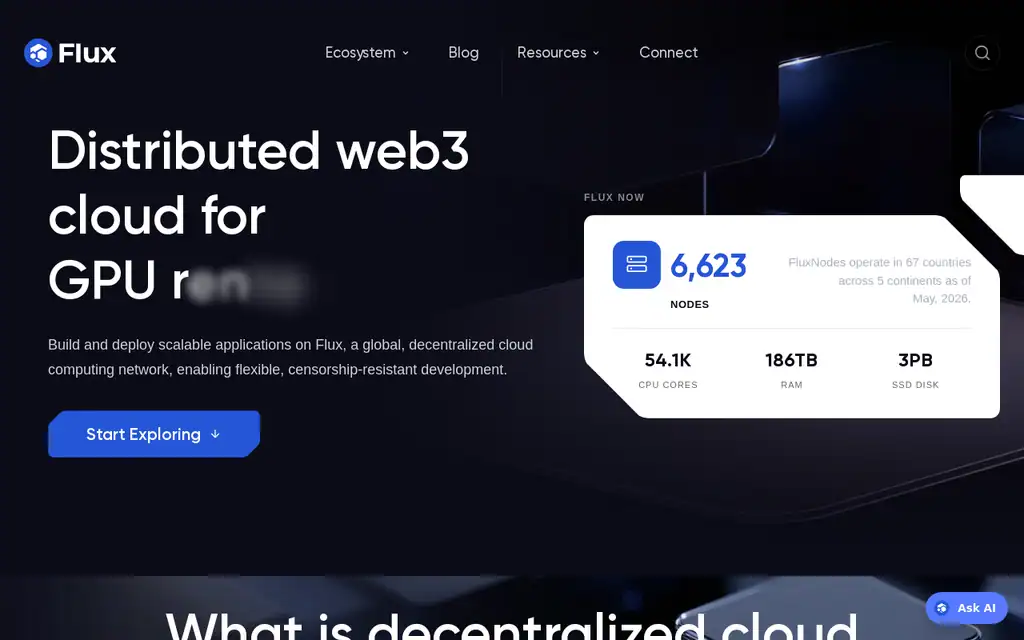 Flux
Ecosystem
Blog
Resources
Connect
Distributed web3
cloud for
GPU
Build and deploy scalable applications on Flux, a global, decentralized cloud
computing network, enabling flexible, censorship-resistant development.
Start Exploring
FLUX NOW
6,623
NODES
FluxNodes operate in 67 countries
across 5 continents as of
May, 2026.
54.1K
CPU CORES
186TB
RAM
3PB
SSD DISK
What is decentralized cloud
Ask AI